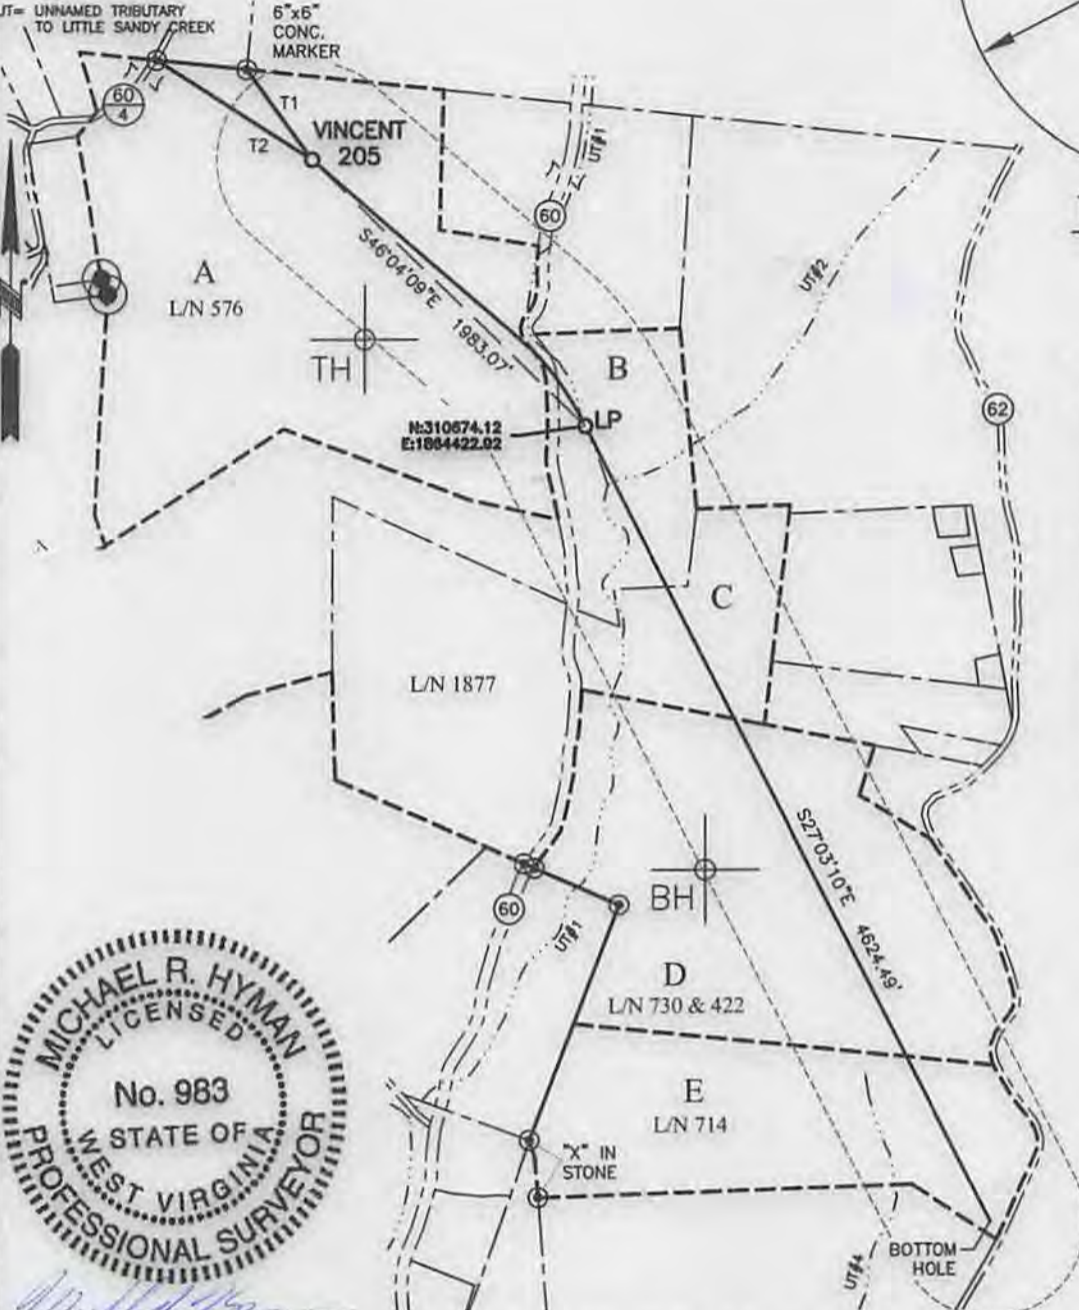 UT= UNNAMED TRIBUTARY
TO LITTLE SANDY CREEK
6"x6"
CONC.
MARKER
60
4
T1
T2
VINCENT
205
UT#1
60
UT#2
A
L/N 576
S46°04'09"E 1983.07'
TH
B
62
N:310674.12
E:1864422.02
LP
C
L/N 1877
S27°03'10"E 4624.49'
60
BH
UT#1
D
L/N 730 & 422
E
L/N 714
"X" IN
STONE
BOTTOM
HOLE
UT#4
MICHAEL R. HYMAN
LICENSED
No. 983
STATE OF
WEST VIRGINIA
PROFESSIONAL SURVEYOR